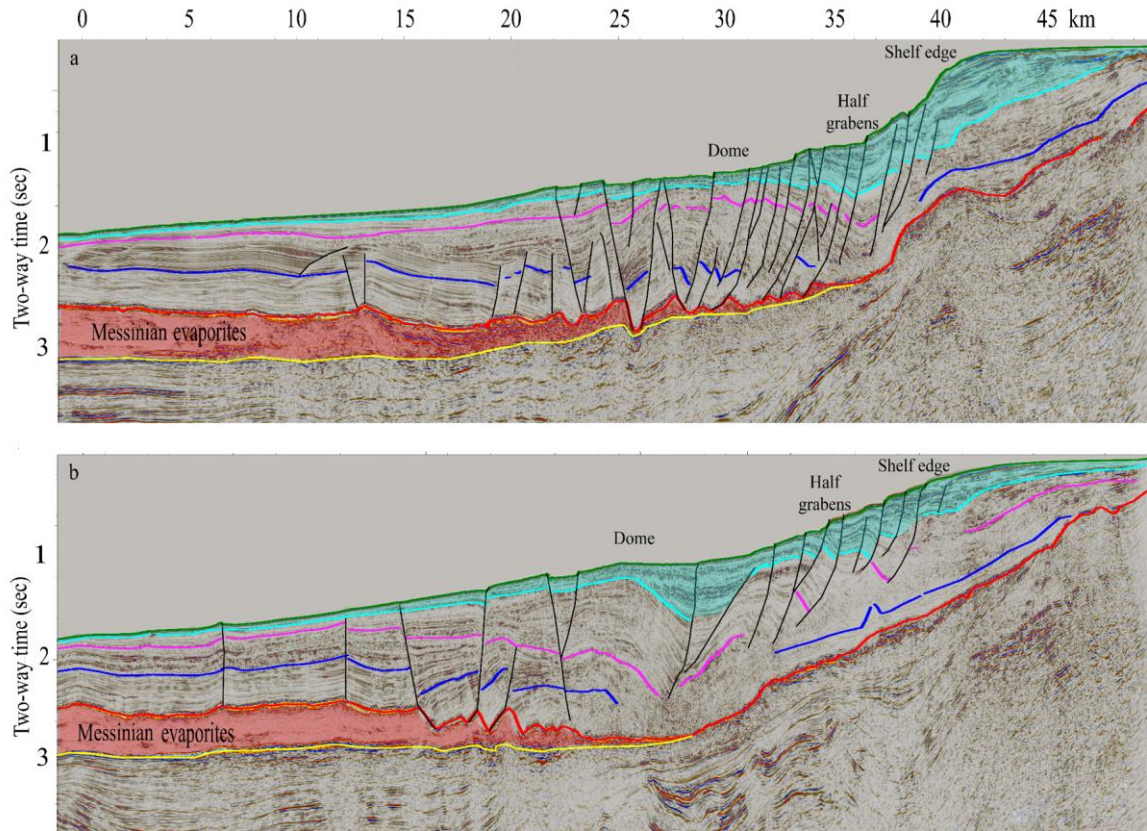 0 5 10 15 20 25 30 35 40 45 km
a
Shelf edge
Half
grabens
Dome
1
2
3
Two-way time (sec)
Messinian evaporites
b
Shelf edge
Half
grabens
Dome
1
2
3
Two-way time (sec)
Messinian evaporites